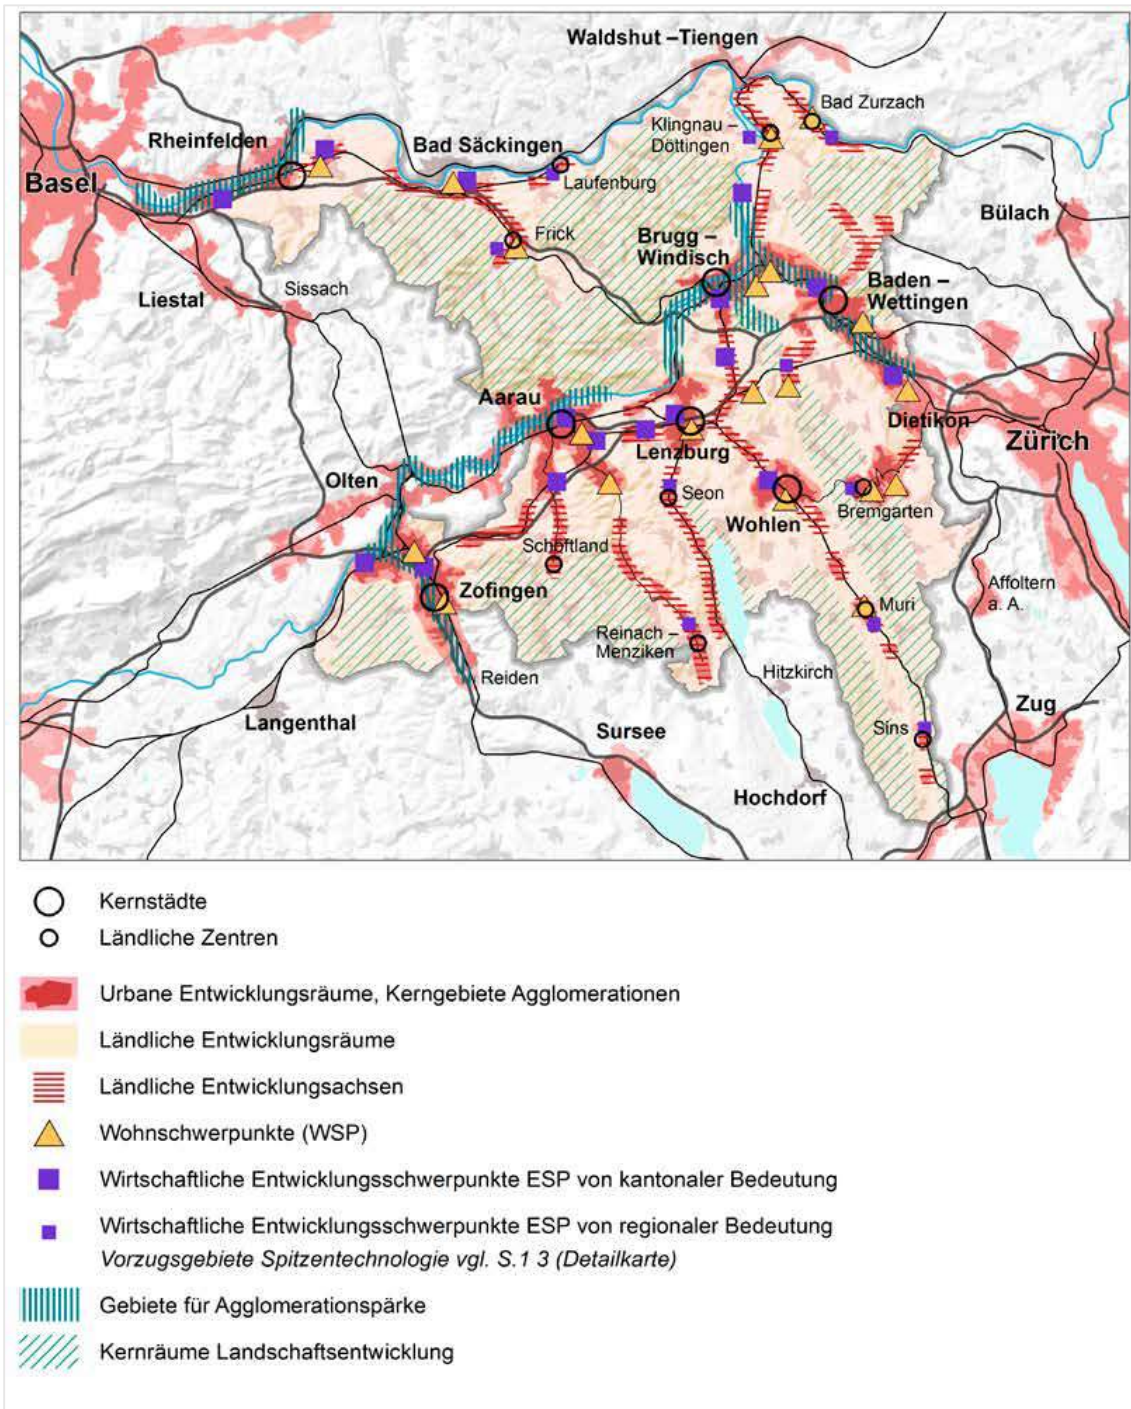 Waldshut –Tiengen
Bad Zurzach
Klingnau –
Döttingen
Rheinfelden
Bad Säckingen
Basel
Laufenburg
Bülach
Frick
Brugg –
Windisch
Baden –
Wettingen
Liestal
Sissach
Aarau
Dietikon
Zürich
Lenzburg
Olten
Seon
Bremgarten
Wohlen
Schöftland
Zofingen
Affoltern
a. A.
Muri
Reinach –
Menziken
Reiden
Hitzkirch
Langenthal
Sursee
Sins
Zug
Hochdorf
Kernstädte
Ländliche Zentren
Urbane Entwicklungsräume, Kerngebiete Agglomerationen
Ländliche Entwicklungsräume
Ländliche Entwicklungsachsen
Wohnschwerpunkte (WSP)
Wirtschaftliche Entwicklungsschwerpunkte ESP von kantonaler Bedeutung
Wirtschaftliche Entwicklungsschwerpunkte ESP von regionaler Bedeutung
Vorzugsgebiete Spitzentechnologie vgl. S.1 3 (Detailkarte)
Gebiete für Agglomerationspärke
Kernräume Landschaftsentwicklung